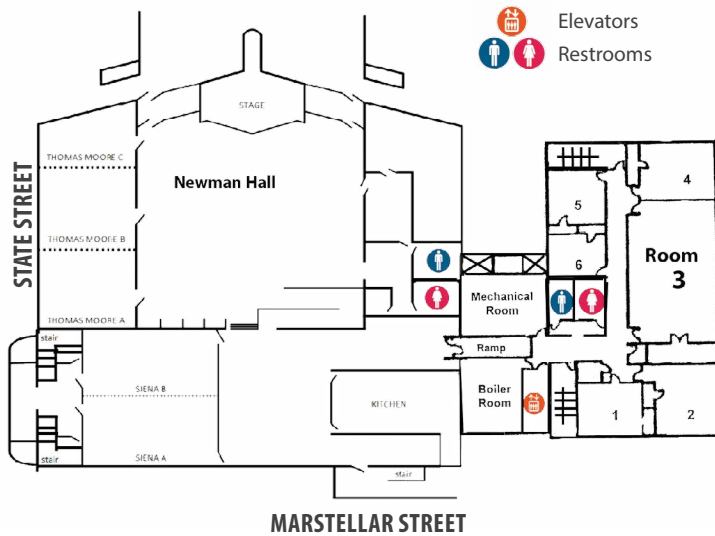 Elevators
Restrooms
STAGE
THOMAS MOORE C
Newman Hall
4
5
STATE STREET
THOMAS MOORE B
6
Room
3
Mechanical
Room
THOMAS MOORE A
stair
Ramp
SIENA B
KITCHEN
Boiler
Room
1
2
stair
SIENA A
stair
MARSTELLAR STREET